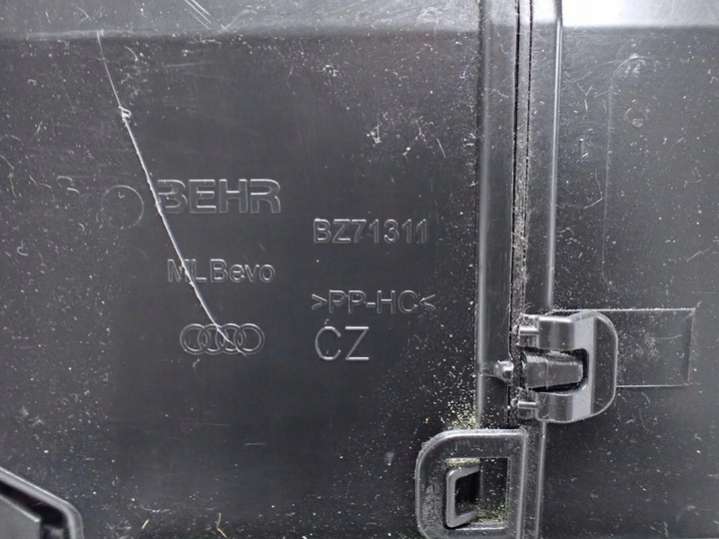 BEHR
BZ71311
MLBevo
>PP-HC<
CZ